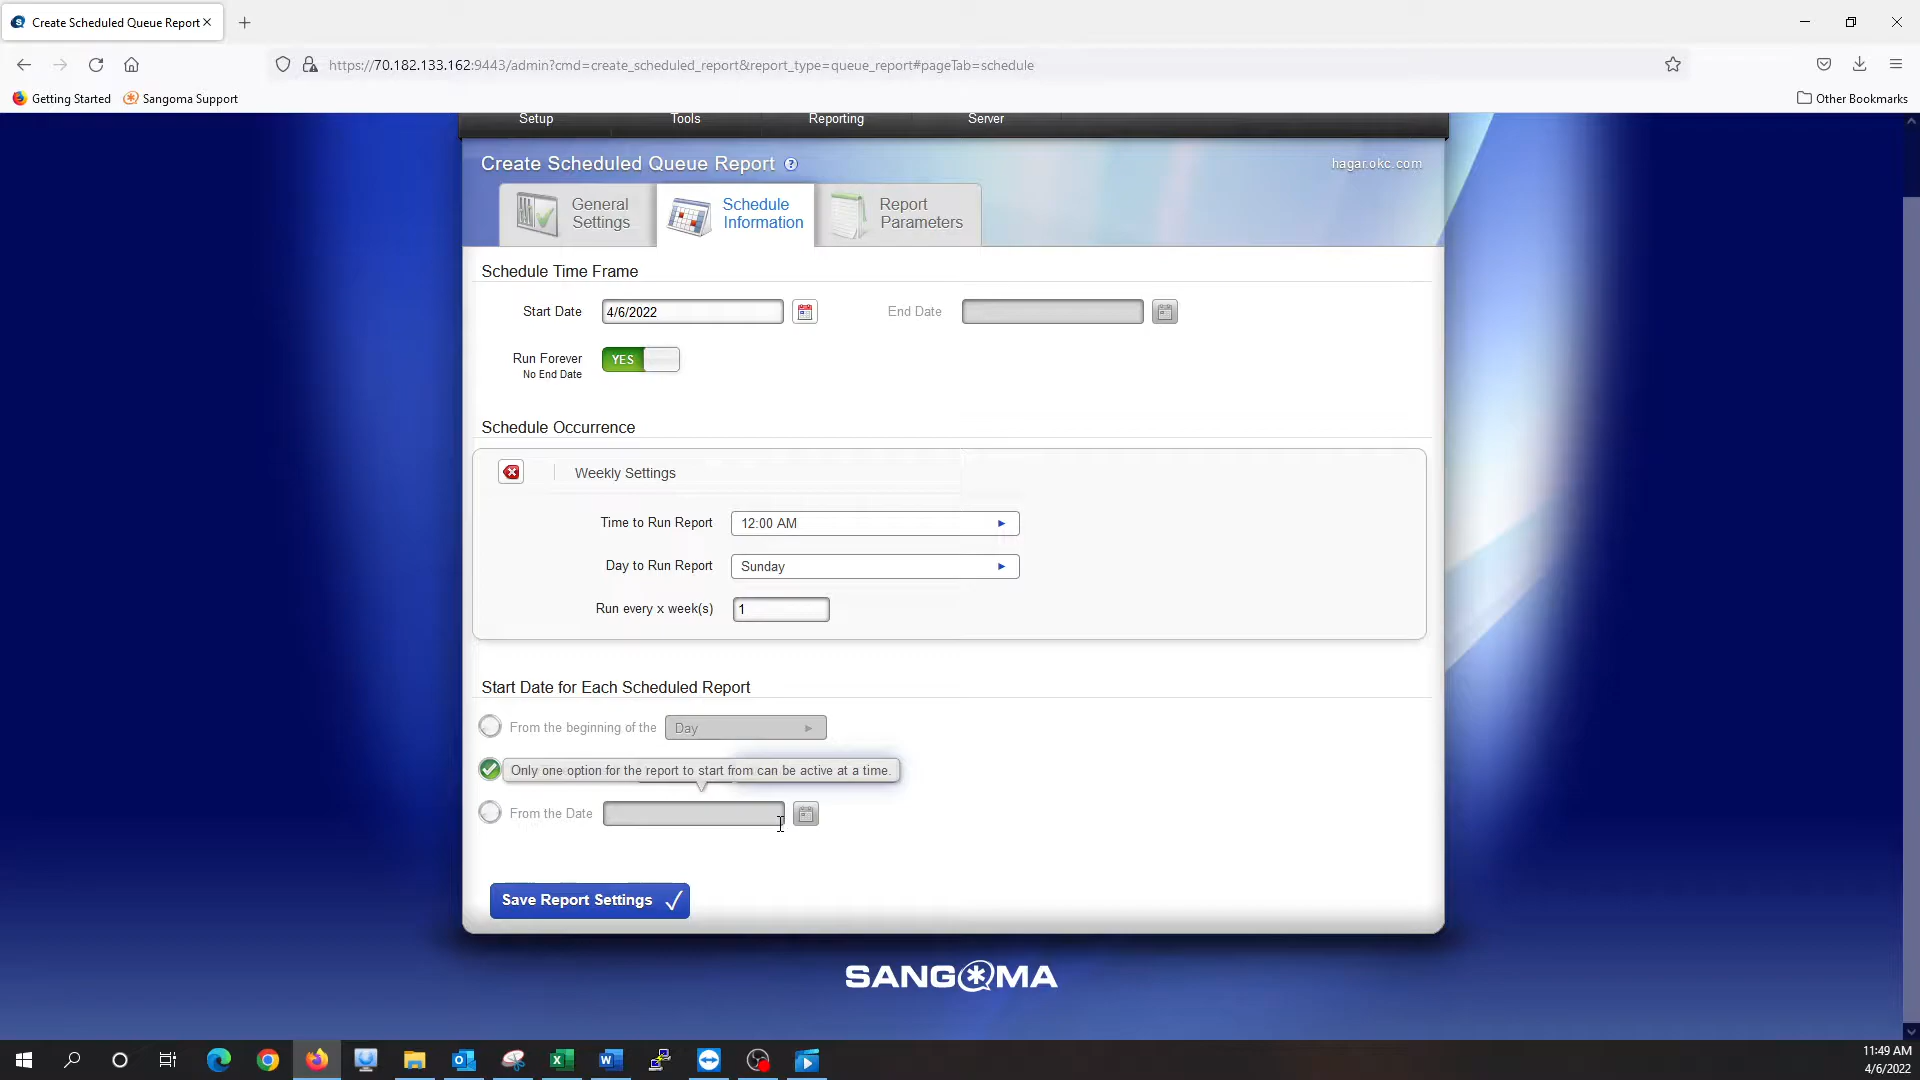 Create Scheduled Queue Report
https://70.182.133.162:9443/admin?cmd=create_scheduled_report&report_type=queue_report#pageTab=schedule
Getting Started
Sangoma Support
Other Bookmarks
Setup
Tools
Reporting
Server
Create Scheduled Queue Report
hagar.okc.com
General
Settings
Schedule
Information
Report
Parameters
Schedule Time Frame
Start Date
4/6/2022
End Date
Run Forever
No End Date
YES
Schedule Occurrence
Weekly Settings
Time to Run Report
12:00 AM
Day to Run Report
Sunday
Run every x week(s)
1
Start Date for Each Scheduled Report
From the beginning of the
Day
Only one option for the report to start from can be active at a time.
From the Date
Save Report Settings
SANGOMA
11:49 AM
4/6/2022